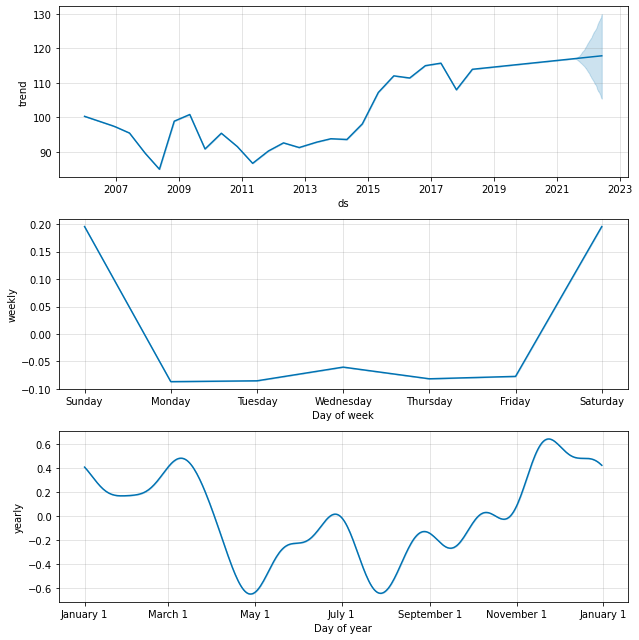 130
120
110
100
90
trend
2007 2009 2011 2013 2015 2017 2019 2021 2023
ds
0.20
0.15
0.10
0.05
0.00
−0.05
−0.10
weekly
Sunday Monday Tuesday Wednesday Thursday Friday Saturday
Day of week
0.6
0.4
0.2
0.0
−0.2
−0.4
−0.6
yearly
January 1 March 1 May 1 July 1 September 1 November 1 January 1
Day of year